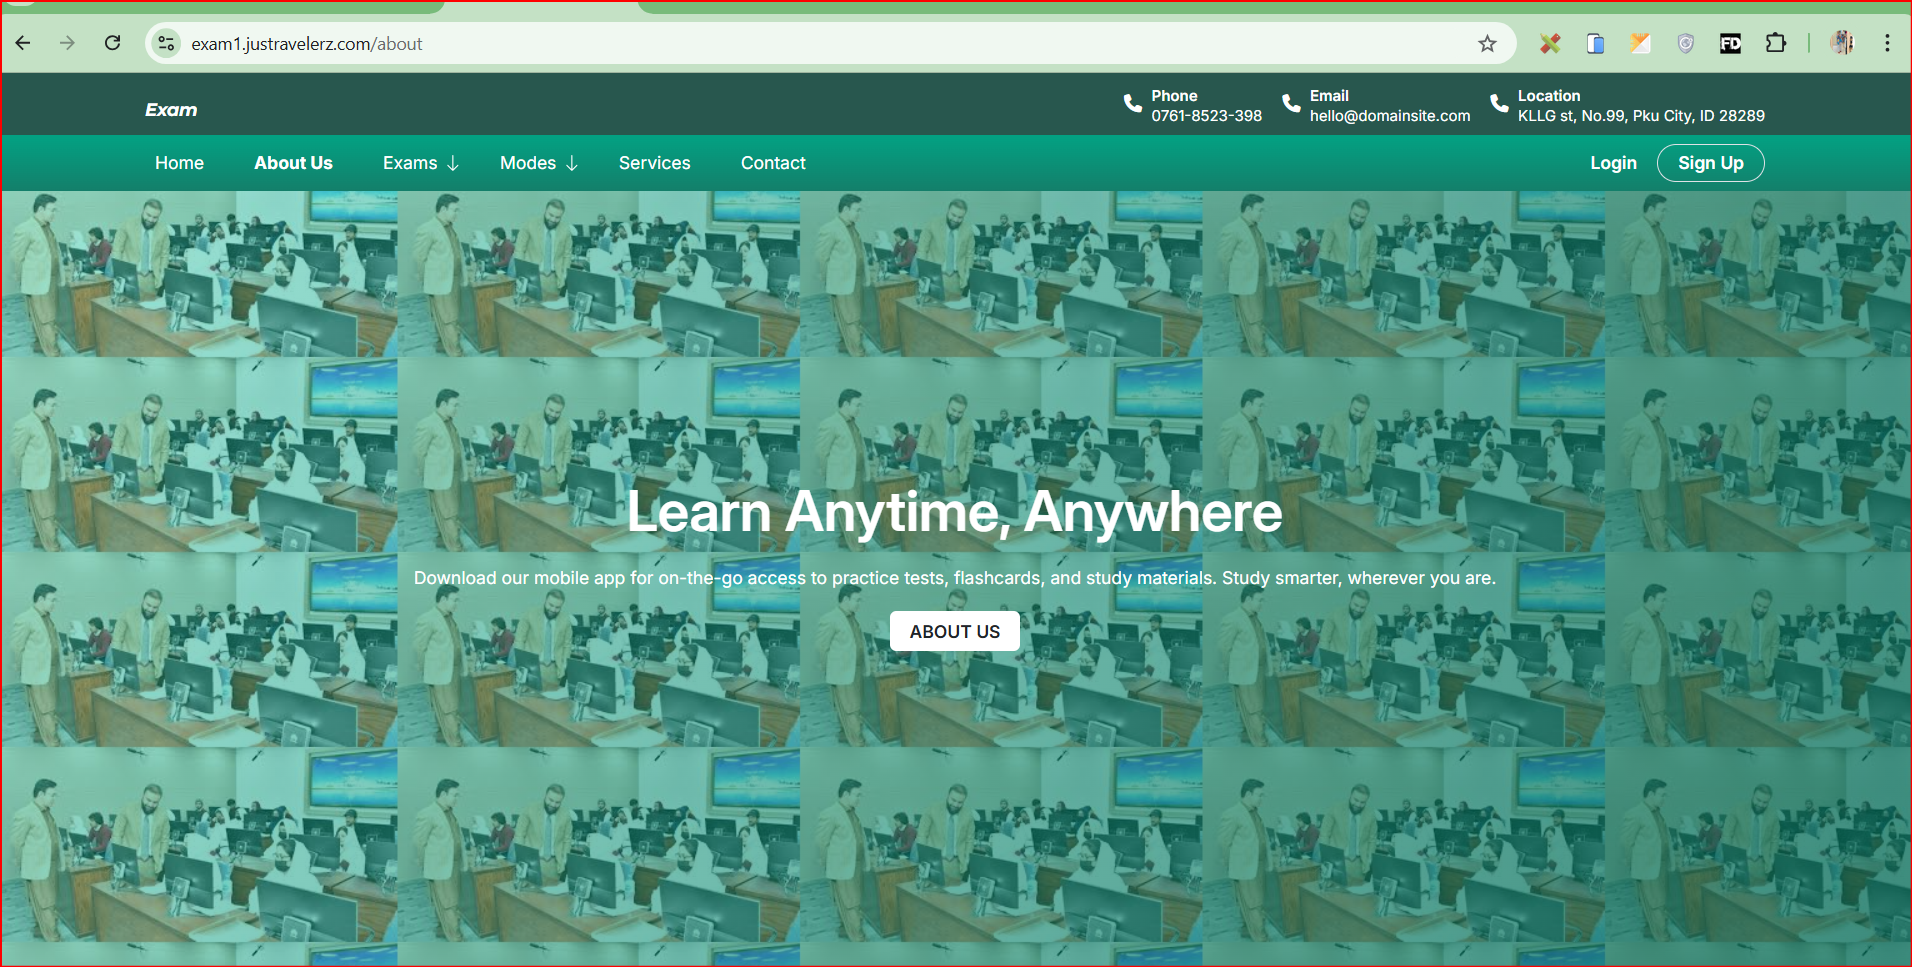 exam1.justravelerz.com/about
FD
Exam
Phone
0761-8523-398
Email
hello@domainsite.com
Location
KLLG st, No.99, Pku City, ID 28289
Home
About Us
Exams
Modes
Services
Contact
Login
Sign Up
Learn Anytime, Anywhere
Download our mobile app for on-the-go access to practice tests, flashcards, and study materials. Study smarter, wherever you are.
ABOUT US